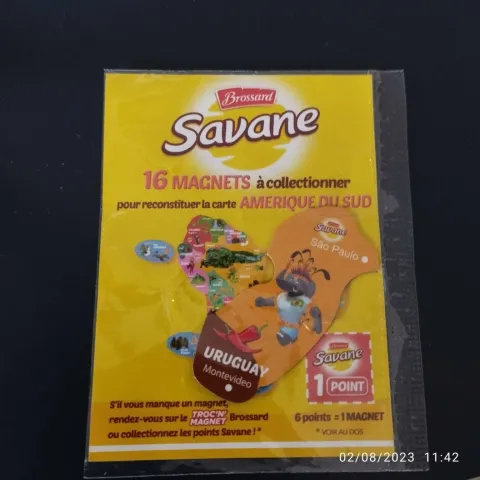 Brossard
Savane
16 MAGNETS à collectionner
pour reconstituer la carte AMERIQUE DU SUD
Savane
São Paulo
URUGUAY
Montevideo
Savane
1 POINT
S'il vous manque un magnet,
rendez-vous sur le TROC'N' MAGNET Brossard
ou collectionnez les points Savane ! *
6 points = 1 MAGNET
* VOIR AU DOS
02/08/2023 11:42